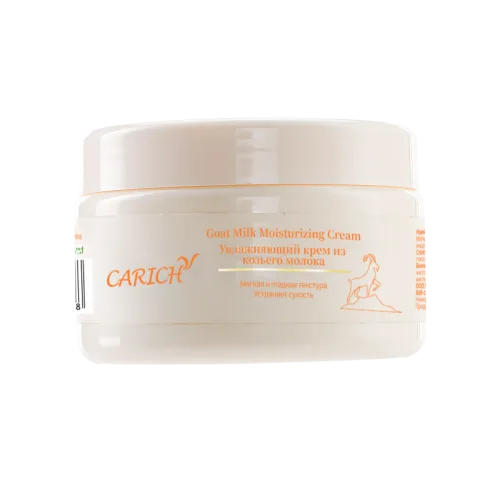 CARICH
Goat Milk Moisturizing Cream
Увлажняющий крем из
козьего молока
мягкая и гладкая текстура
устраняет сухость